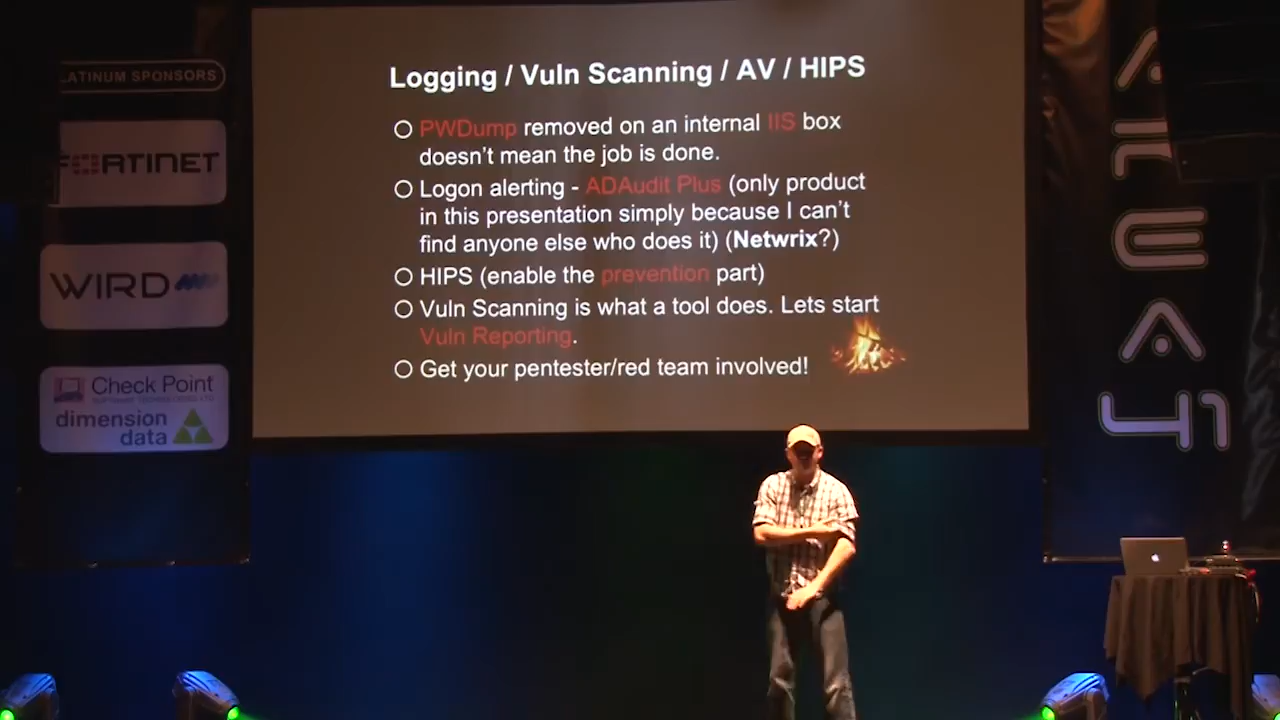 LATINUM SPONSORS
FORTINET
WIRD
Check Point
dimension
data
Logging / Vuln Scanning / AV / HIPS
PWDump removed on an internal IIS box
doesn't mean the job is done.
Logon alerting - ADAudit Plus (only product
in this presentation simply because I can't
find anyone else who does it) (Netwrix?)
HIPS (enable the prevention part)
Vuln Scanning is what a tool does. Lets start
Vuln Reporting.
Get your pentester/red team involved!
AREA
41